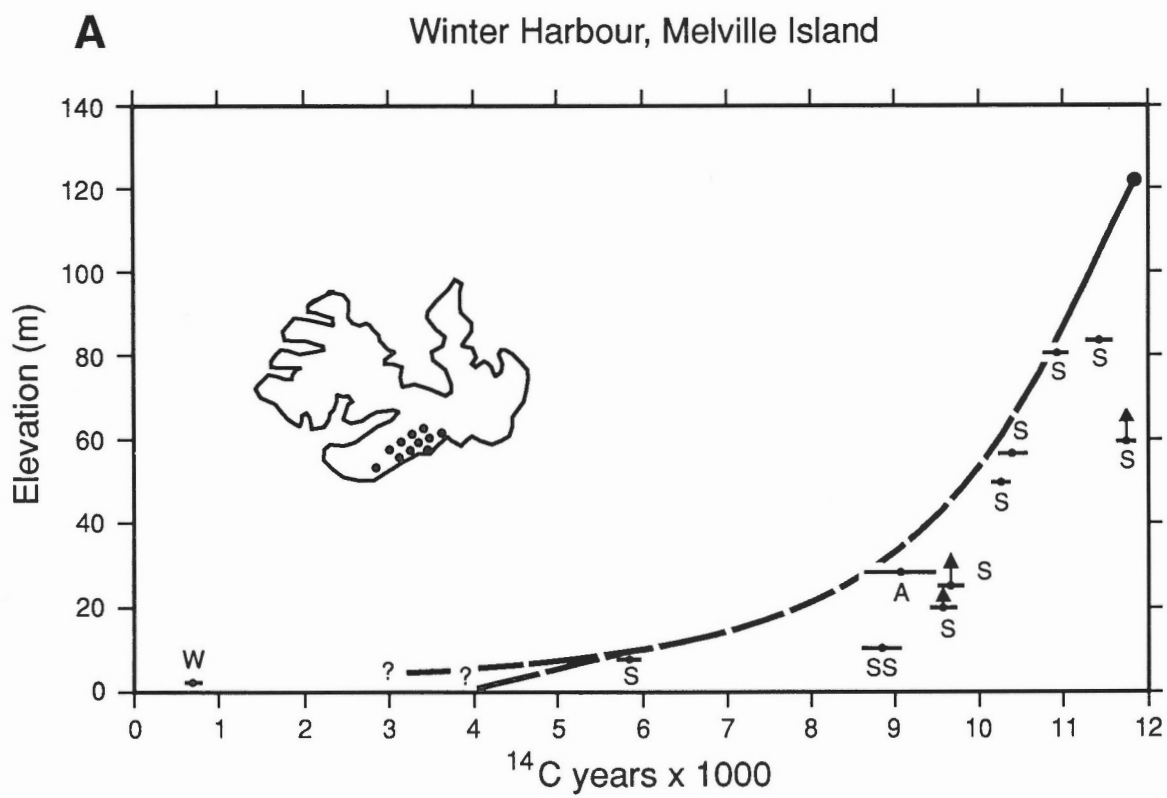 A
Winter Harbour, Melville Island
140
120
100
80
60
40
20
0
Elevation (m)
S
S
S
S
S
S
A
S
SS
S
W
?
?
0 1 2 3 4 5 6 7 8 9 10 11 12
¹⁴C years x 1000